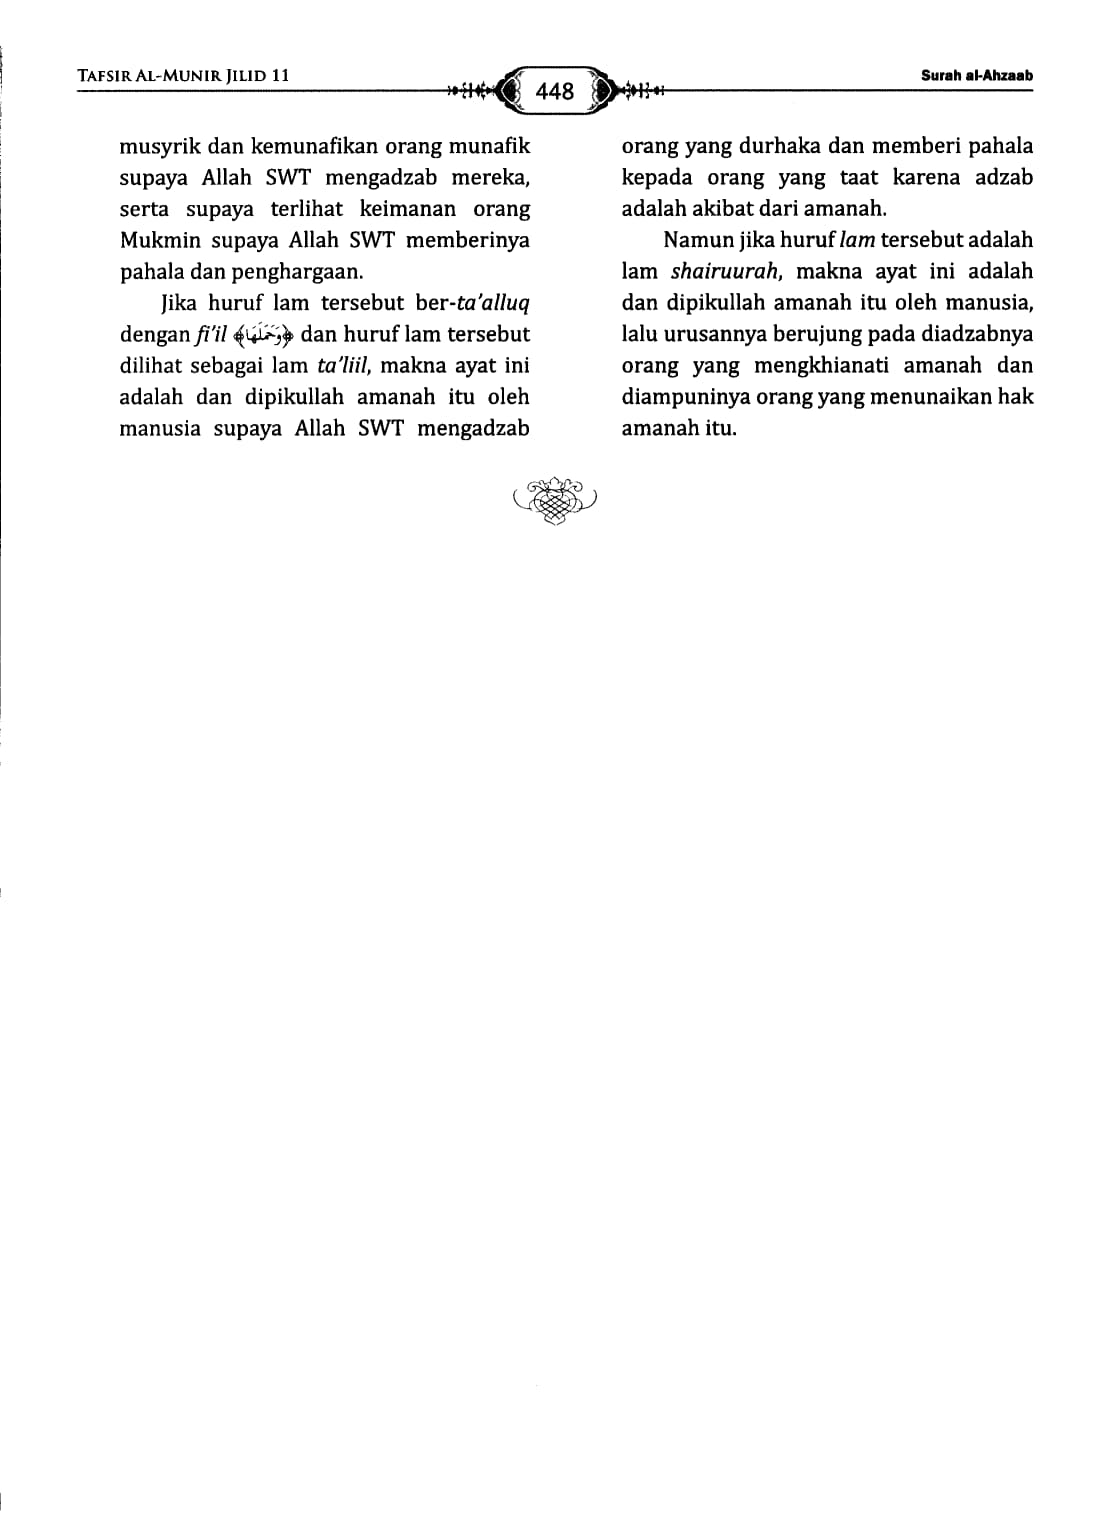 TAFSIR AL-MUNIR JILID 11
448
Surah al-Ahzaab
musyrik dan kemunafikan orang munafik
supaya Allah SWT mengadzab mereka,
serta supaya terlihat keimanan orang
Mukmin supaya Allah SWT memberinya
pahala dan penghargaan.
Jika huruf lam tersebut ber-ta’alluq
dengan fi’il ﴿وَحَمَلَهَا﴾ dan huruf lam tersebut
dilihat sebagai lam ta’liil, makna ayat ini
adalah dan dipikullah amanah itu oleh
manusia supaya Allah SWT mengadzab
orang yang durhaka dan memberi pahala
kepada orang yang taat karena adzab
adalah akibat dari amanah.
Namun jika huruf lam tersebut adalah
lam shairuurah, makna ayat ini adalah
dan dipikullah amanah itu oleh manusia,
lalu urusannya berujung pada diadzabnya
orang yang mengkhianati amanah dan
diampuninya orang yang menunaikan hak
amanah itu.